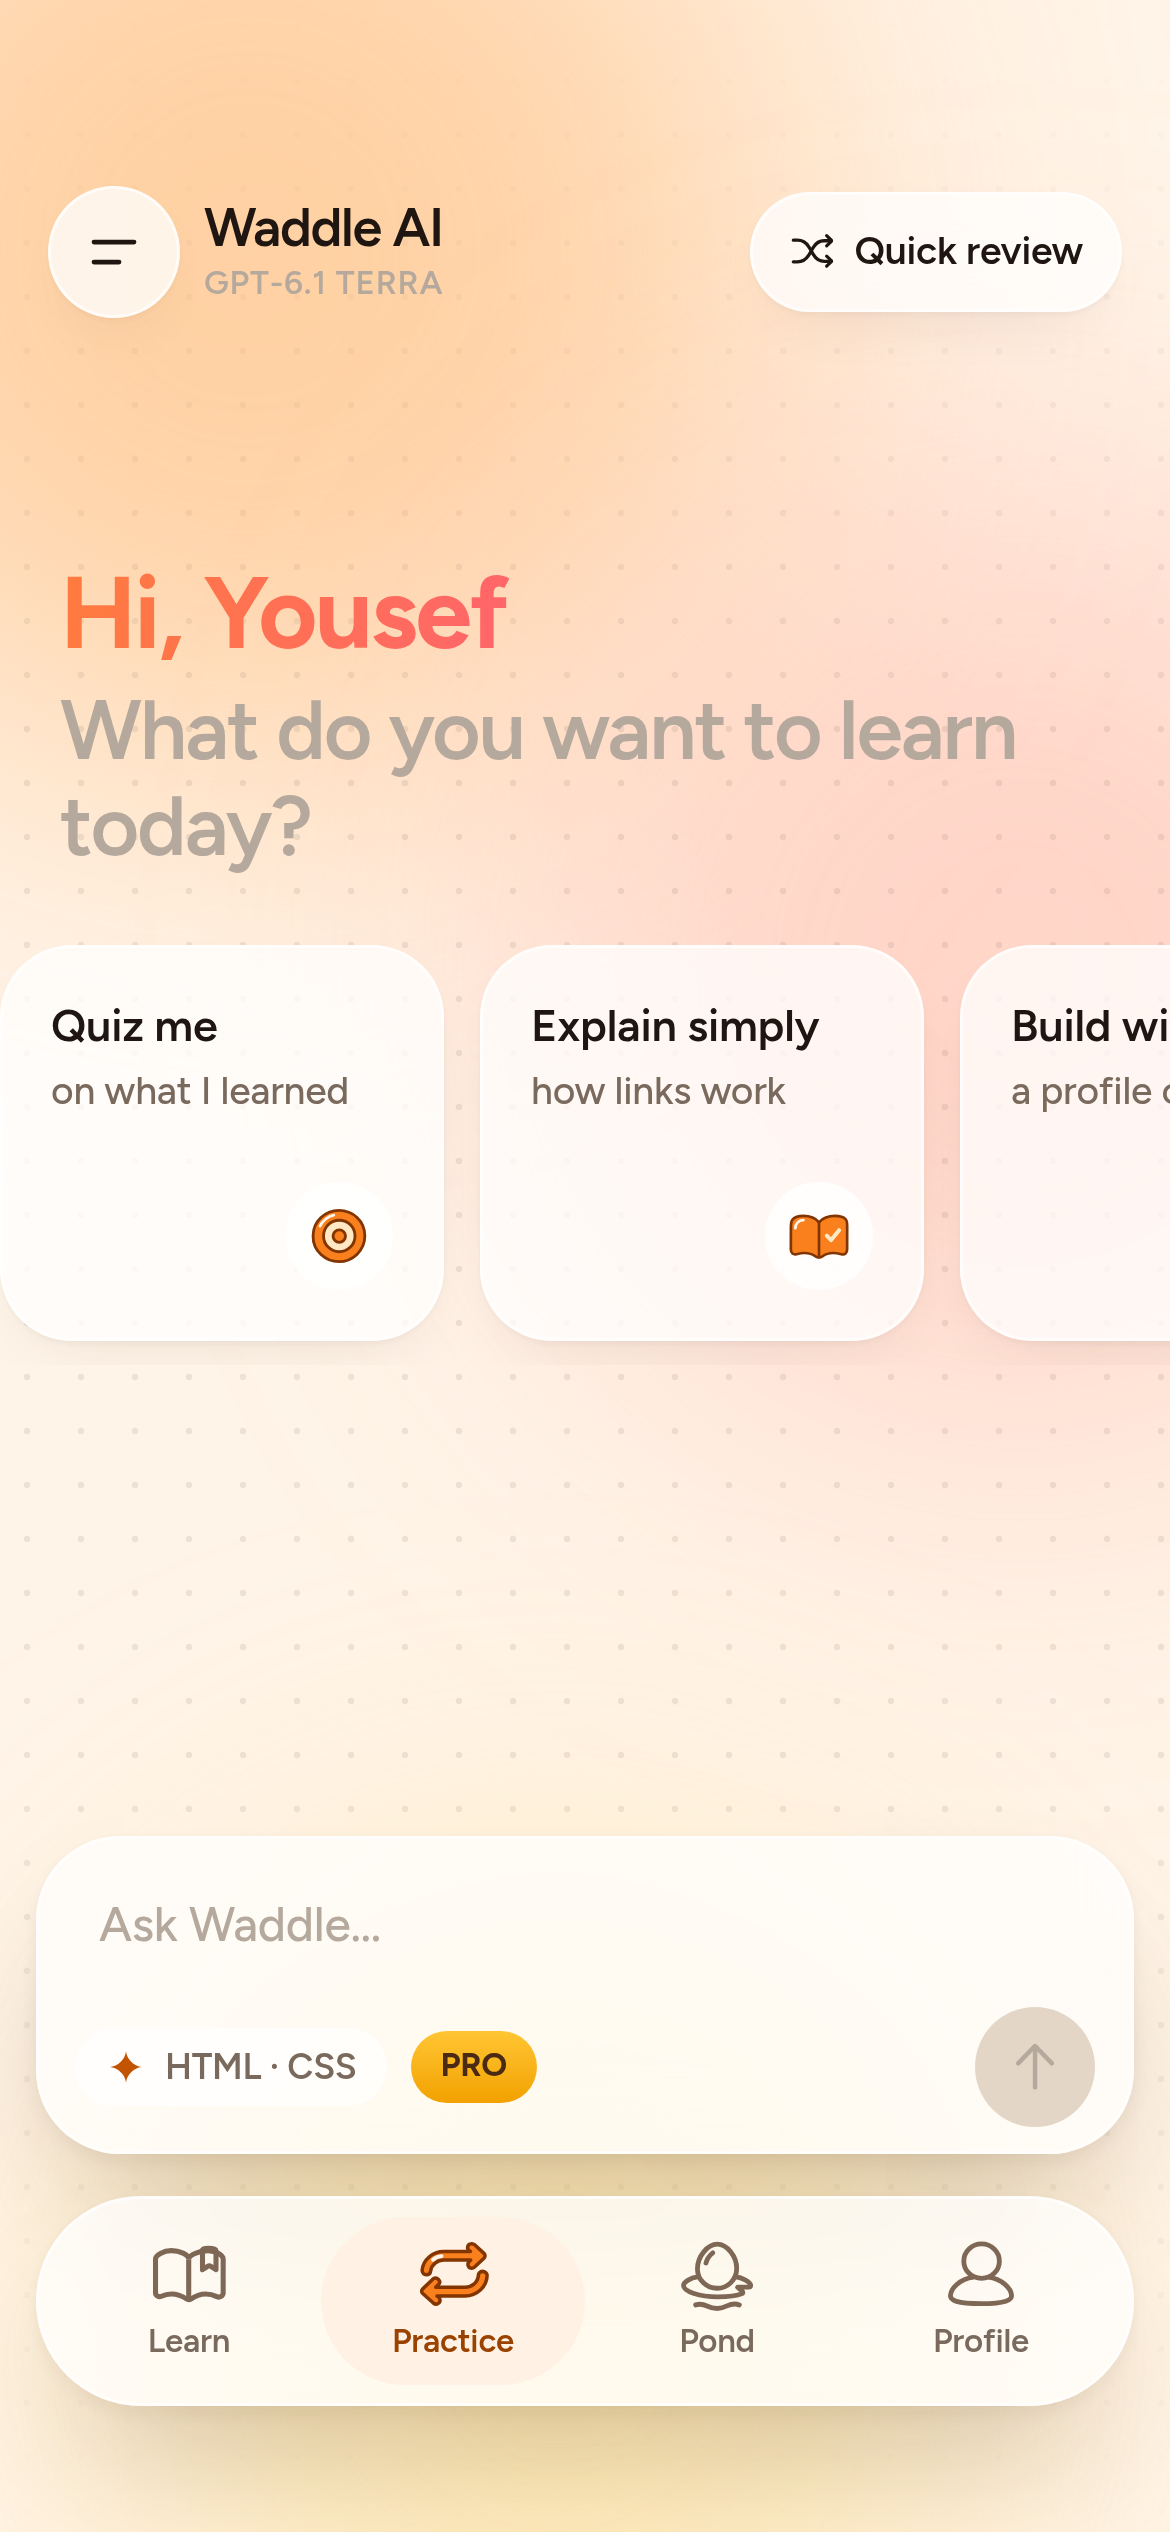 Waddle AI
GPT-6.1 TERRA
Quick review
Hi, Yousef
What do you want to learn
today?
Quiz me
on what I learned
Explain simply
how links work
Build wi
a profile
Ask Waddle...
HTML · CSS
PRO
Learn
Practice
Pond
Profile